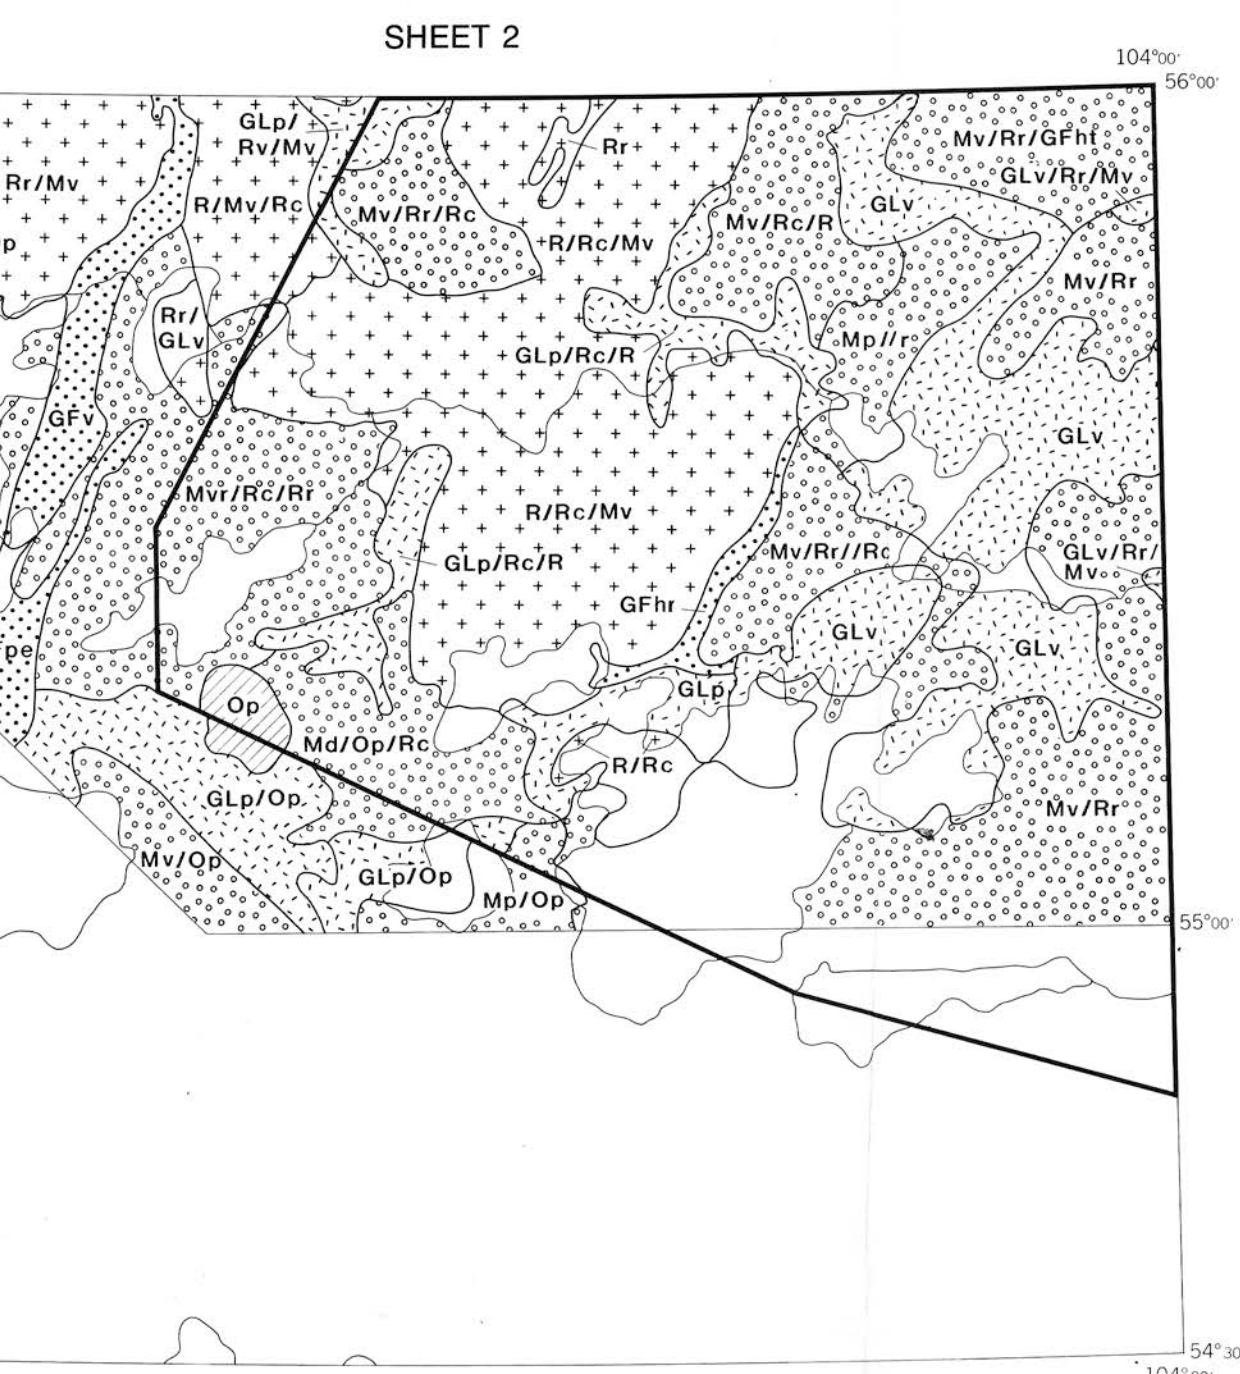 SHEET 2
104°00'
56°00'
GLp/
Rv/Mv
Rr
Mv/Rr/GFht
Rr/Mv
GLv/Rr/Mv
R/Mv/Rc
Mv/Rr/Rc
Mv/Rc/R
GLv
R/Rc/Mv
p
Mv/Rr
Rr/
GLv
Mp//r
GLp/Rc/R
GFv
GLv
Mvr/Rc/Rr
R/Rc/Mv
Mv/Rr//Rc
GLv/Rr/
Mv
GLp/Rc/R
GFhr
GLv
pe
GLv
GLp
Op
Md/Op/Rc
R/Rc
GLp/Op
Mv/Rr
Mv/Op
GLp/Op
Mp/Op
55°00'
54°30